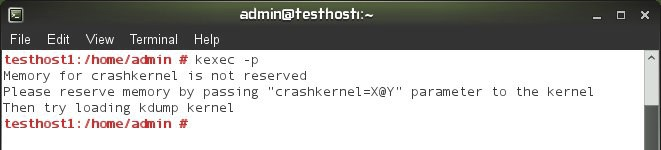 admin@testhost1:~
File Edit View Terminal Help
testhost1:/home/admin # kexec -p
Memory for crashkernel is not reserved
Please reserve memory by passing "crashkernel=X@Y" parameter to the kernel
Then try loading kdump kernel
testhost1:/home/admin #